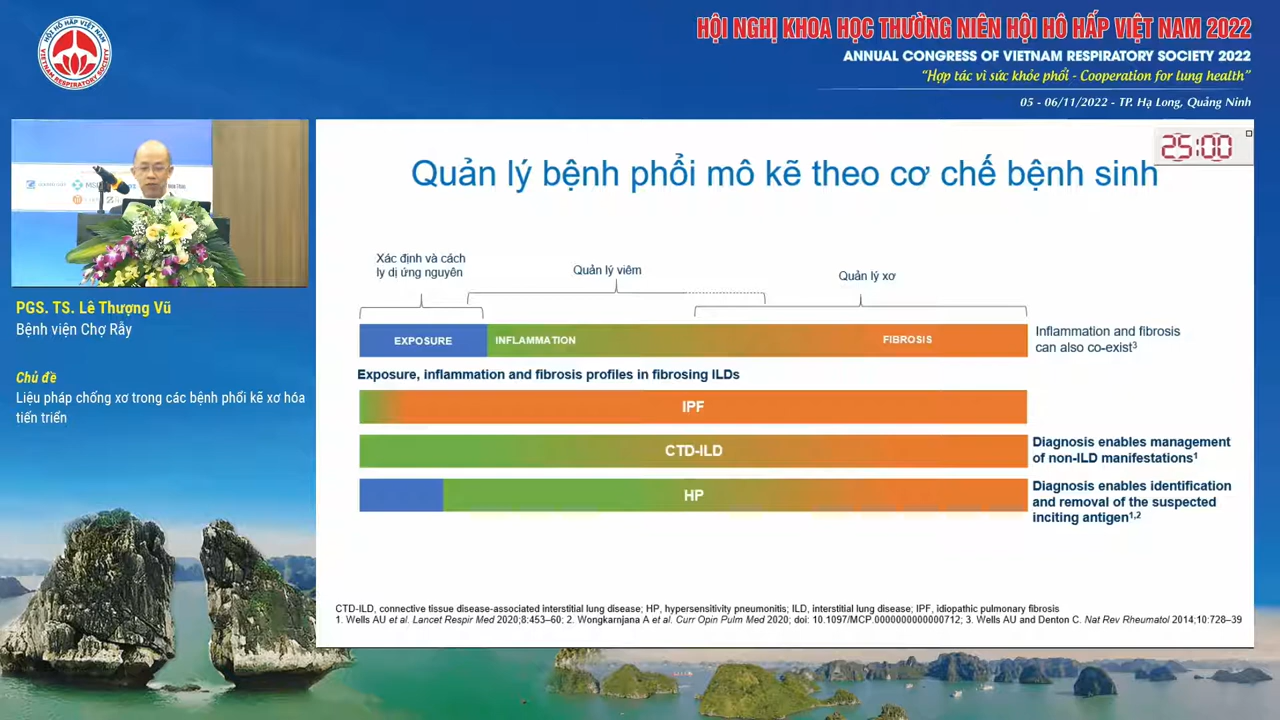 HỘI HÔ HẤP VIỆT NAM
VIETNAM RESPIRATORY SOCIETY
HỘI NGHỊ KHOA HỌC THƯỜNG NIÊN HỘI HÔ HẤP VIỆT NAM 2022
ANNUAL CONGRESS OF VIETNAM RESPIRATORY SOCIETY 2022
“Hợp tác vì sức khỏe phổi - Cooperation for lung health”
05 - 06/11/2022 - TP. Hạ Long, Quảng Ninh
PGS. TS. Lê Thượng Vũ
Bệnh viện Chợ Rẫy
Chủ đề
Liệu pháp chống xơ trong các bệnh phổi kẽ xơ hóa
tiến triển
25:00
Quản lý bệnh phổi mô kẽ theo cơ chế bệnh sinh
Xác định và cách
ly dị ứng nguyên
Quản lý viêm
Quản lý xơ
EXPOSURE
INFLAMMATION
FIBROSIS
Inflammation and fibrosis
can also co-exist³
Exposure, inflammation and fibrosis profiles in fibrosing ILDs
IPF
CTD-ILD
Diagnosis enables management
of non-ILD manifestations¹
HP
Diagnosis enables identification
and removal of the suspected
inciting antigen¹,²
CTD-ILD, connective tissue disease-associated interstitial lung disease; HP, hypersensitivity pneumonitis; ILD, interstitial lung disease; IPF, idiopathic pulmonary fibrosis
1. Wells AU et al. Lancet Respir Med 2020;8:453–60; 2. Wongkarnjana A et al. Curr Opin Pulm Med 2020; doi: 10.1097/MCP.0000000000000712; 3. Wells AU and Denton C. Nat Rev Rheumatol 2014;10:728–39